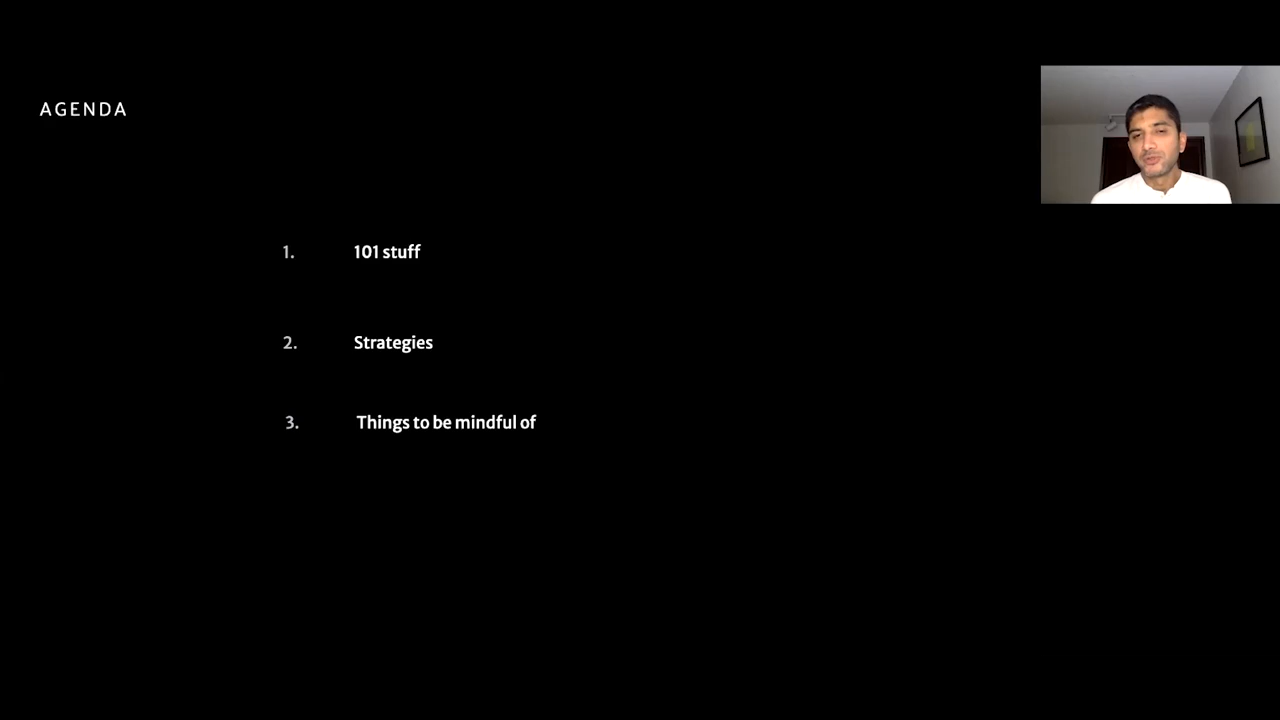 AGENDA
1. 101 stuff
2. Strategies
3. Things to be mindful of